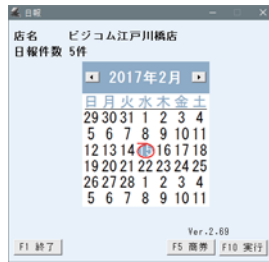 日報
店名 ビジコム江戸川橋店
日報件数 5件
2017年2月
日 月 火 水 木 金 土
29 30 31 1 2 3 4
5 6 7 8 9 10 11
12 13 14 15 16 17 18
19 20 21 22 23 24 25
26 27 28 1 2 3 4
5 6 7 8 9 10 11
Ver.2.69
F1 終了 F5 商券 F10 実行